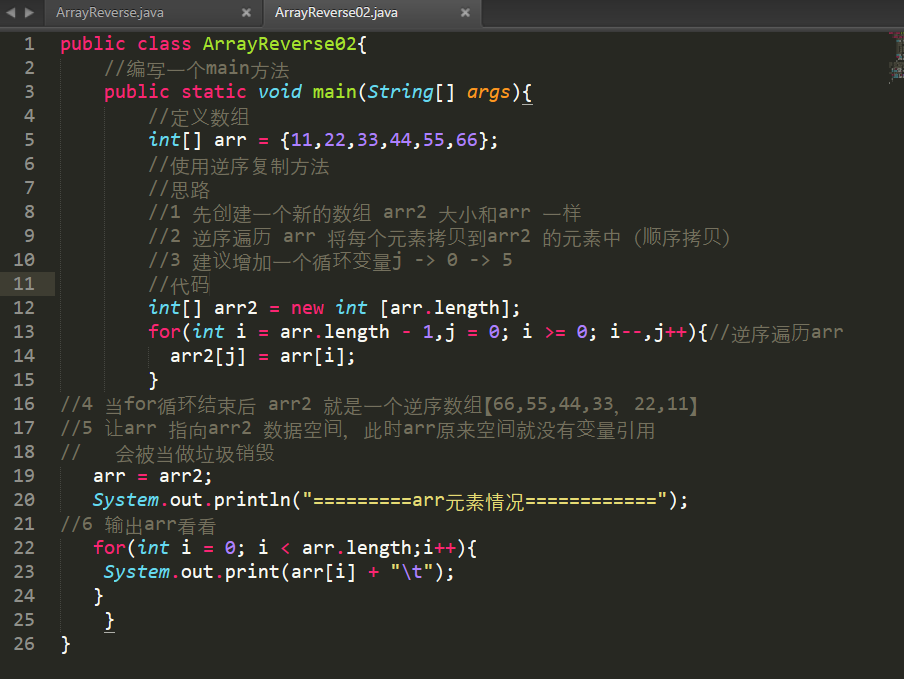 ArrayReverse.java
ArrayReverse02.java
1 public class ArrayReverse02{
2 //编写一个main方法
3 public static void main(String[] args){
4 //定义数组
5 int[] arr = {11,22,33,44,55,66};
6 //使用逆序复制方法
7 //思路
8 //1 先创建一个新的数组 arr2 大小和arr 一样
9 //2 逆序遍历 arr 将每个元素拷贝到arr2 的元素中（顺序拷贝）
10 //3 建议增加一个循环变量j -> 0 -> 5
11 //代码
12 int[] arr2 = new int [arr.length];
13 for(int i = arr.length - 1,j = 0; i >= 0; i--,j++){//逆序遍历arr
14 arr2[j] = arr[i];
15 }
16 //4 当for循环结束后 arr2 就是一个逆序数组【66,55,44,33，22,11】
17 //5 让arr 指向arr2 数据空间，此时arr原来空间就没有变量引用
18 // 会被当做垃圾销毁
19 arr = arr2;
20 System.out.println("=========arr元素情况============");
21 //6 输出arr看看
22 for(int i = 0; i < arr.length;i++){
23 System.out.print(arr[i] + "\t");
24 }
25 }
26 }